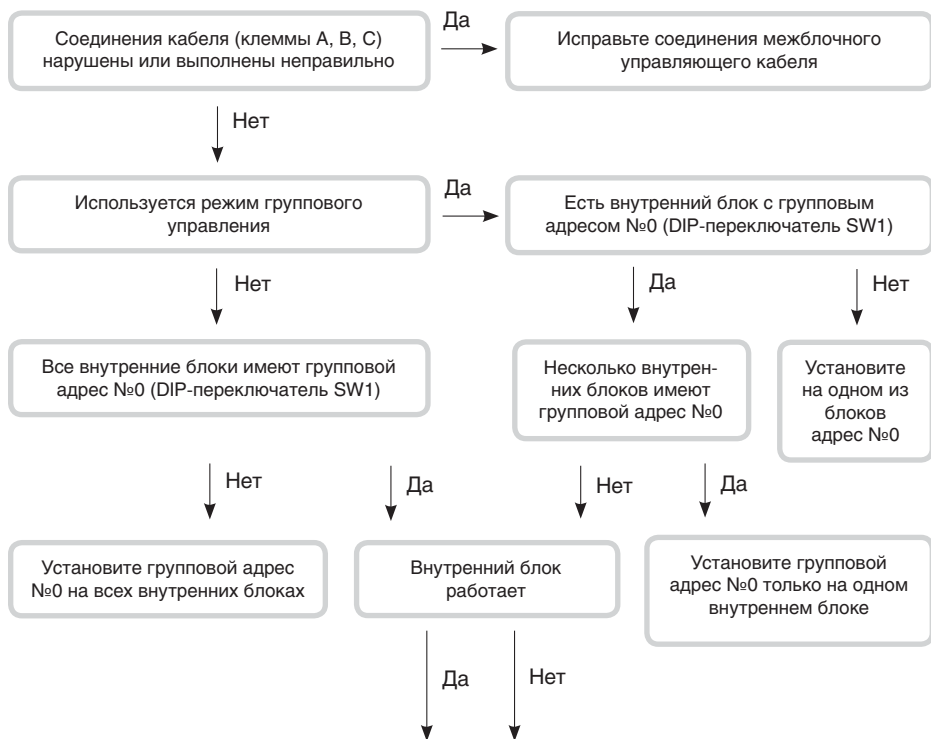 Соединения кабеля (клеммы А, В, С)
нарушены или выполнены неправильно
Да
Исправьте соединения межблочного
управляющего кабеля
Нет
Используется режим группового
управления
Да
Есть внутренний блок с групповым
адресом №0 (DIP-переключатель SW1)
Нет
Да
Нет
Все внутренние блоки имеют групповой
адрес №0 (DIP-переключатель SW1)
Несколько внутрен-
них блоков имеют
групповой адрес №0
Установите
на одном из
блоков
адрес №0
Нет
Да
Нет
Да
Установите групповой адрес
№0 на всех внутренних блоках
Внутренний блок
работает
Установите групповой
адрес №0 только на одном
внутреннем блоке
Да
Нет